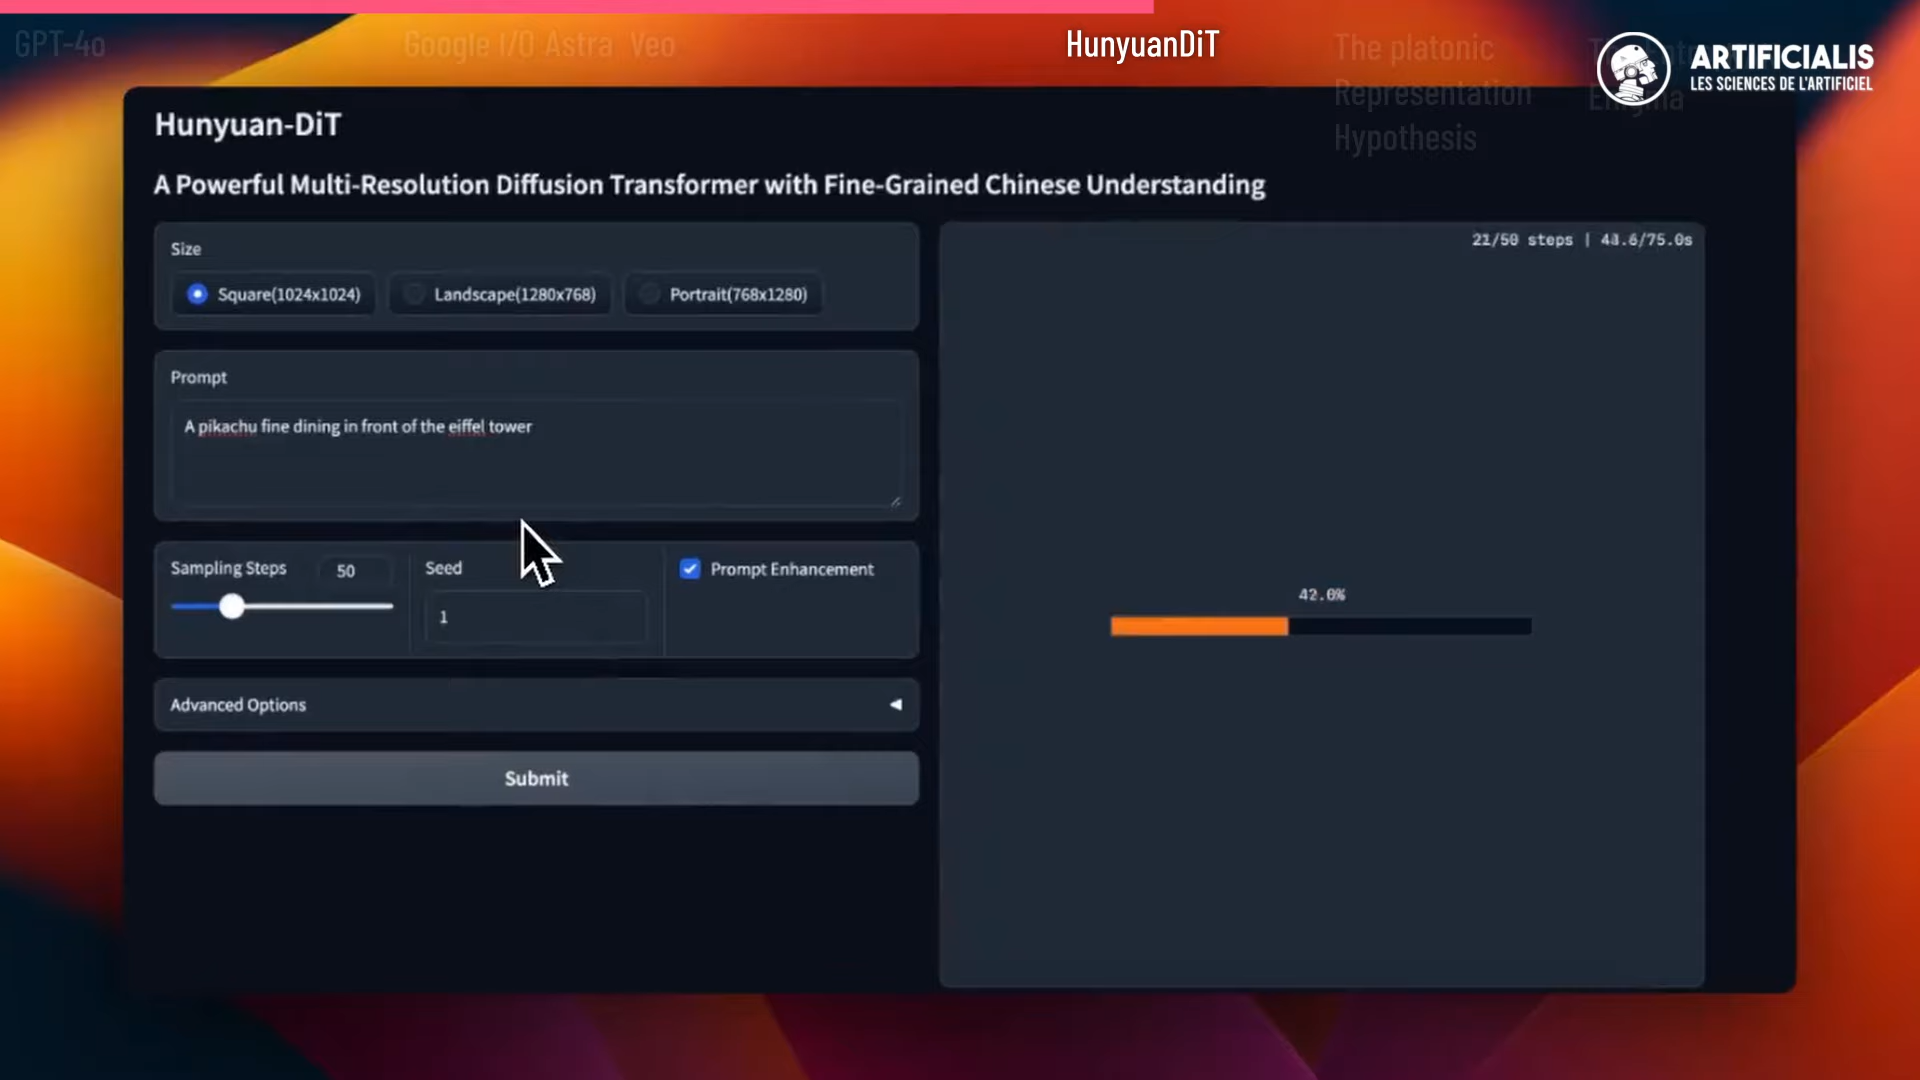 GPT-4o
Google I/O Astra Veo
HunyuanDiT
The platonic
Representation
Hypothesis
ARTIFICIALIS
LES SCIENCES DE L'ARTIFICIEL
Hunyuan-DiT
A Powerful Multi-Resolution Diffusion Transformer with Fine-Grained Chinese Understanding
Size
Square(1024x1024)
Landscape(1280x768)
Portrait(768x1280)
21/50 steps | 43.6/75.0s
Prompt
A pikachu fine dining in front of the eiffel tower
Sampling Steps
50
Seed
1
Prompt Enhancement
42.0%
Advanced Options
Submit